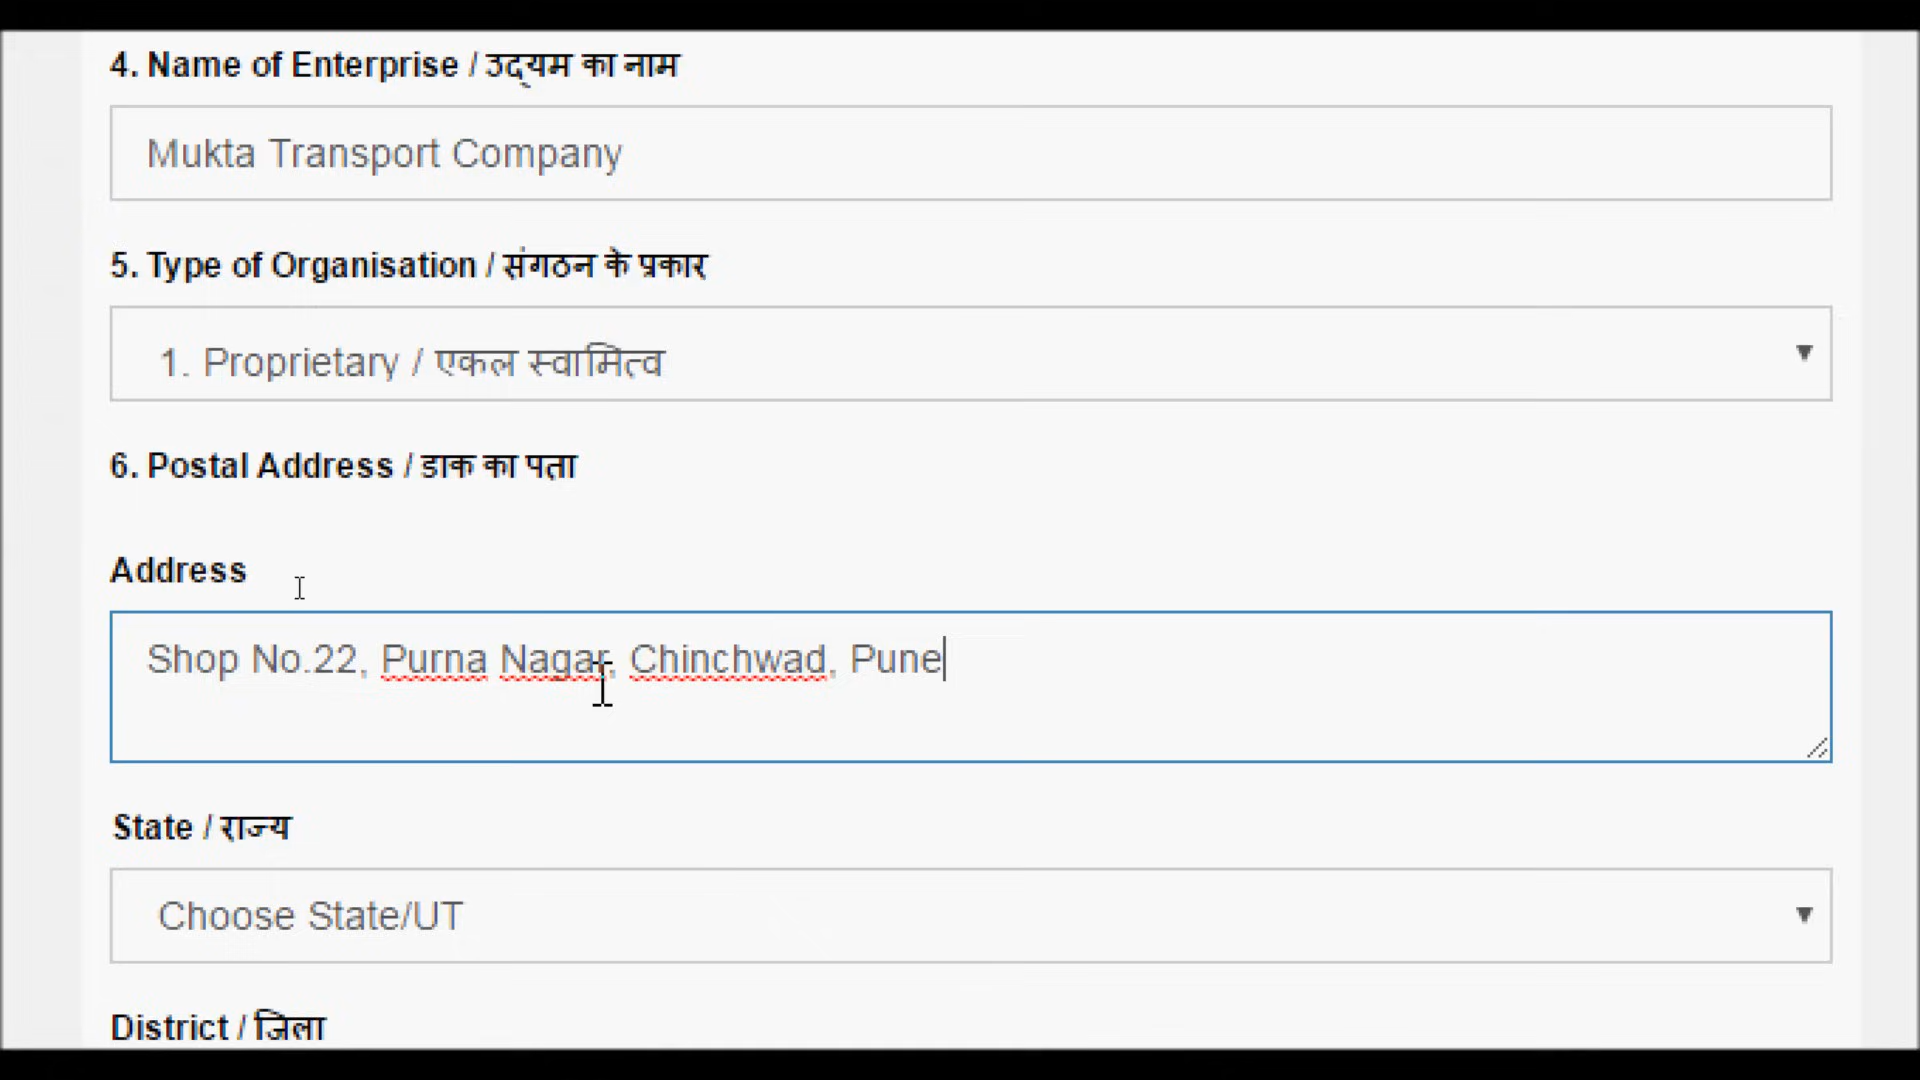 4. Name of Enterprise / उद्यम का नाम
Mukta Transport Company
5. Type of Organisation / संगठन के प्रकार
1. Proprietary / एकल स्वामित्व
6. Postal Address / डाक का पता
Address
Shop No.22, Purna Nagar, Chinchwad, Pune
State / राज्य
Choose State/UT
District / जिला